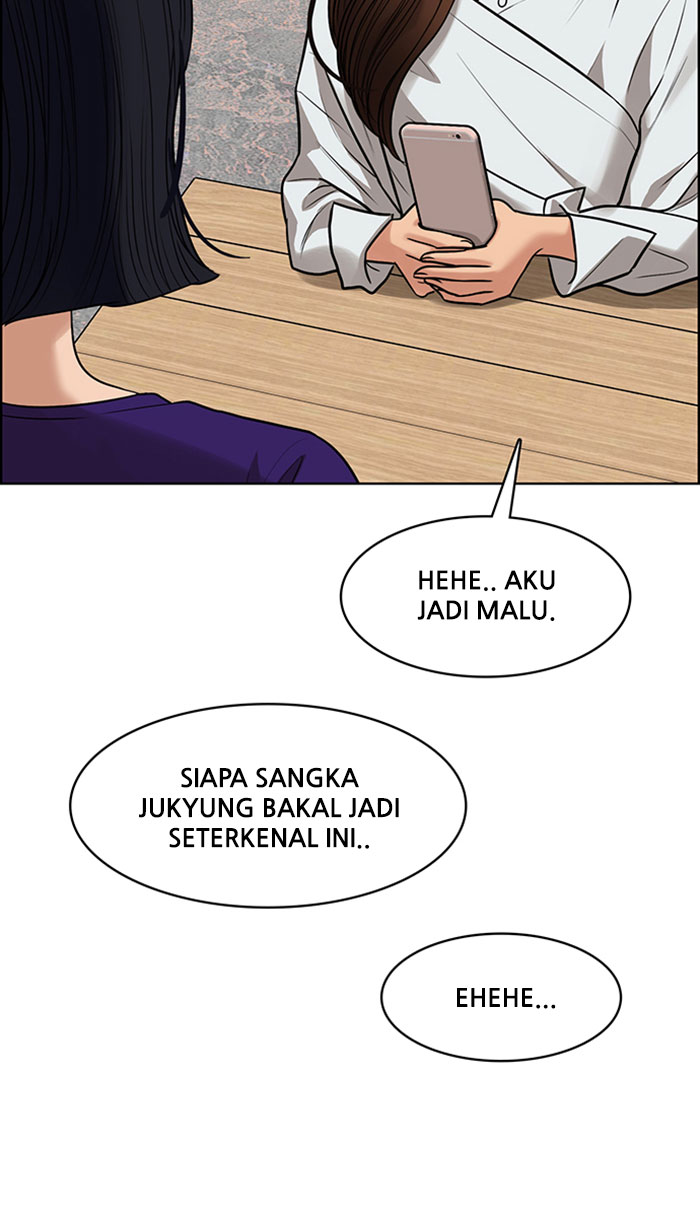 HEHE.. AKU
JADI MALU.
SIAPA SANGKA
JUKYUNG BAKAL JADI
SETERKENAL INI..
EHEHE...